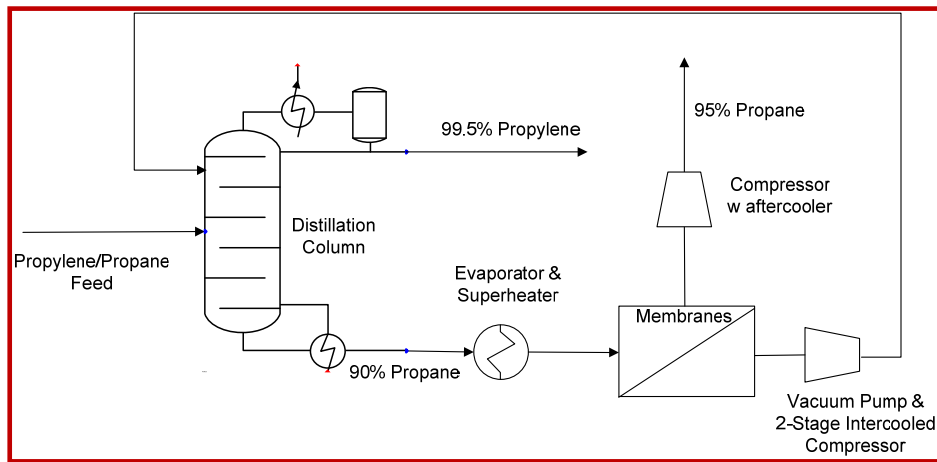 95% Propane
99.5% Propylene
Compressor
w aftercooler
Distillation
Column
Propylene/Propane
Feed
Evaporator &
Superheater
Membranes
90% Propane
Vacuum Pump &
2-Stage Intercooled
Compressor